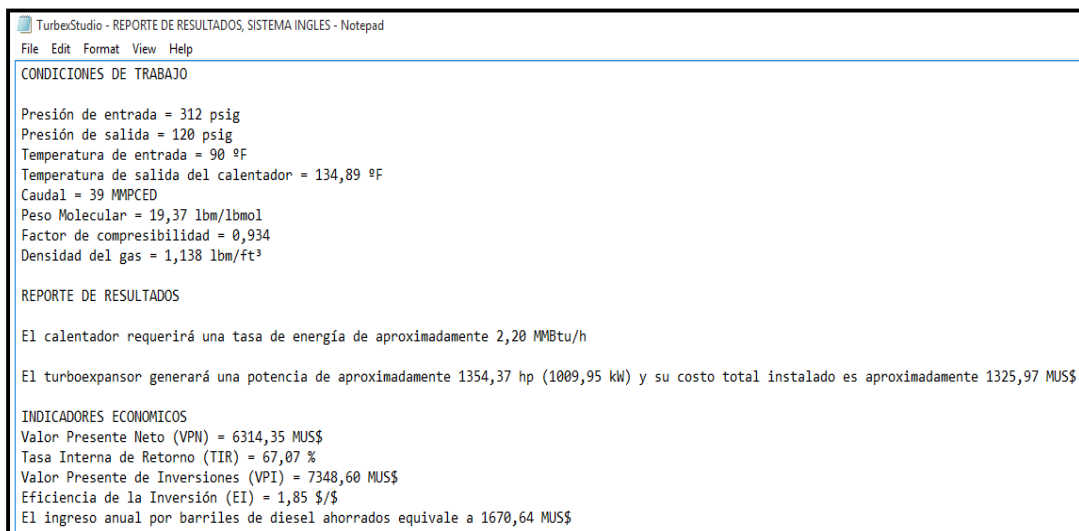 TurbexStudio - REPORTE DE RESULTADOS, SISTEMA INGLES - Notepad
File Edit Format View Help
CONDICIONES DE TRABAJO
Presión de entrada = 312 psig
Presión de salida = 120 psig
Temperatura de entrada = 90 ºF
Temperatura de salida del calentador = 134,89 ºF
Caudal = 39 MMPCED
Peso Molecular = 19,37 lbm/lbmol
Factor de compresibilidad = 0,934
Densidad del gas = 1,138 lbm/ft³
REPORTE DE RESULTADOS
El calentador requerirá una tasa de energía de aproximadamente 2,20 MMBtu/h
El turboexpansor generará una potencia de aproximadamente 1354,37 hp (1009,95 kW) y su costo total instalado es aproximadamente 1325,97 MUS$
INDICADORES ECONOMICOS
Valor Presente Neto (VPN) = 6314,35 MUS$
Tasa Interna de Retorno (TIR) = 67,07 %
Valor Presente de Inversiones (VPI) = 7348,60 MUS$
Eficiencia de la Inversión (EI) = 1,85 $/$
El ingreso anual por barriles de diesel ahorrados equivale a 1670,64 MUS$